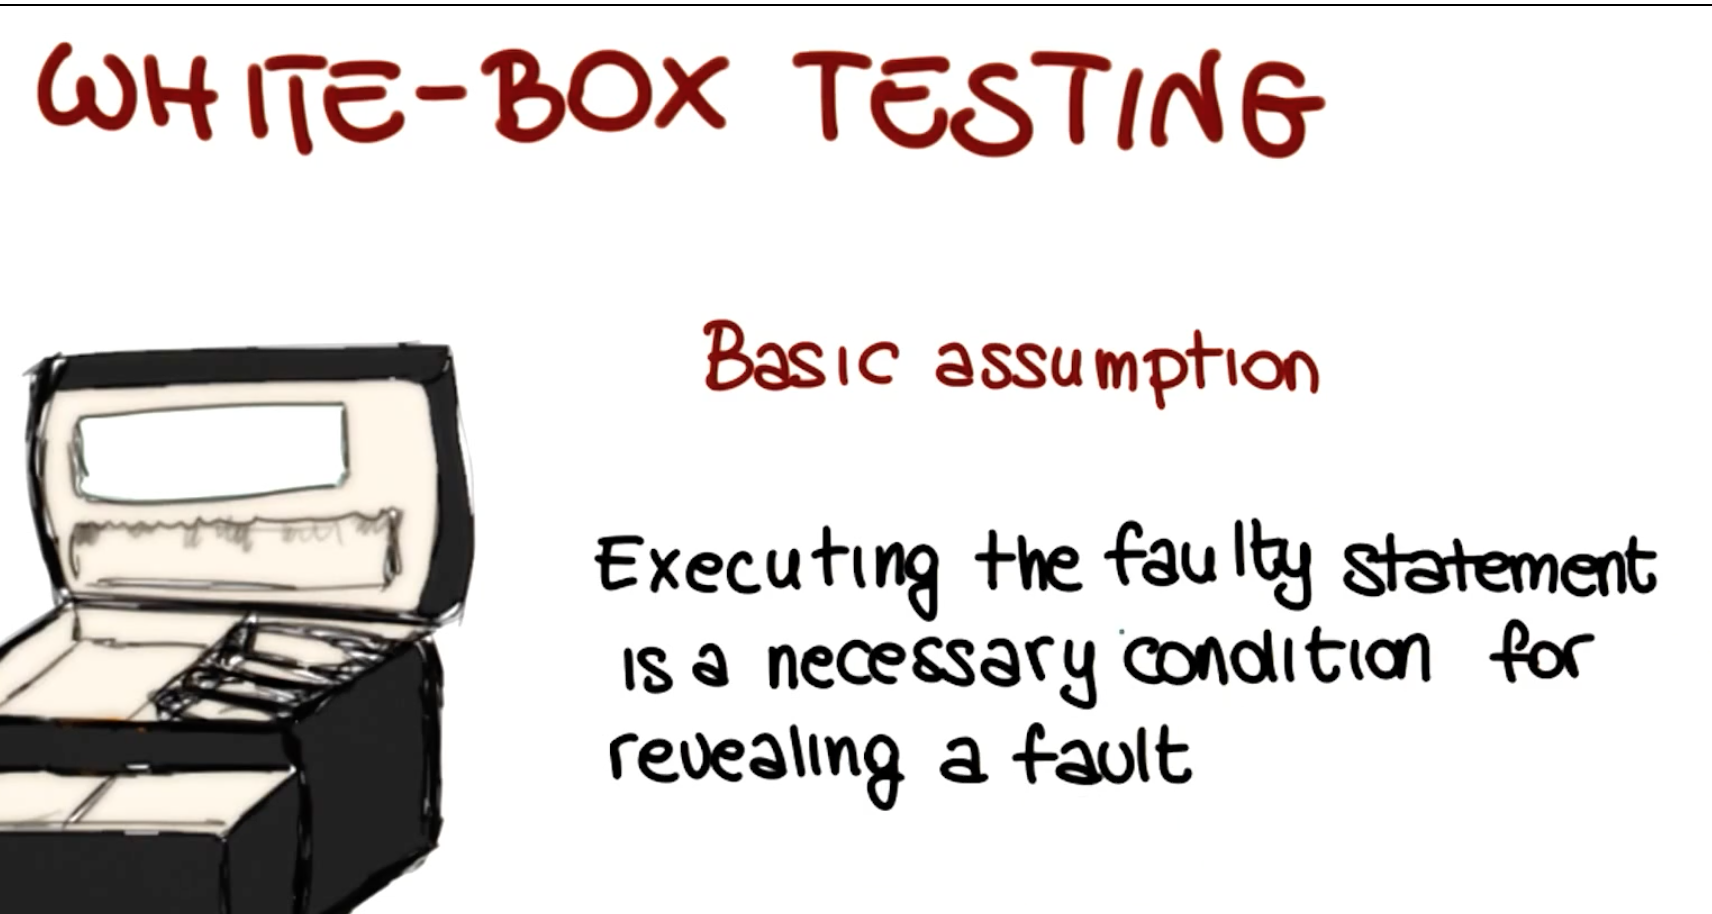 WHITE-BOX TESTING
Basic assumption
Executing the faulty statement
is a necessary condition for
revealing a fault